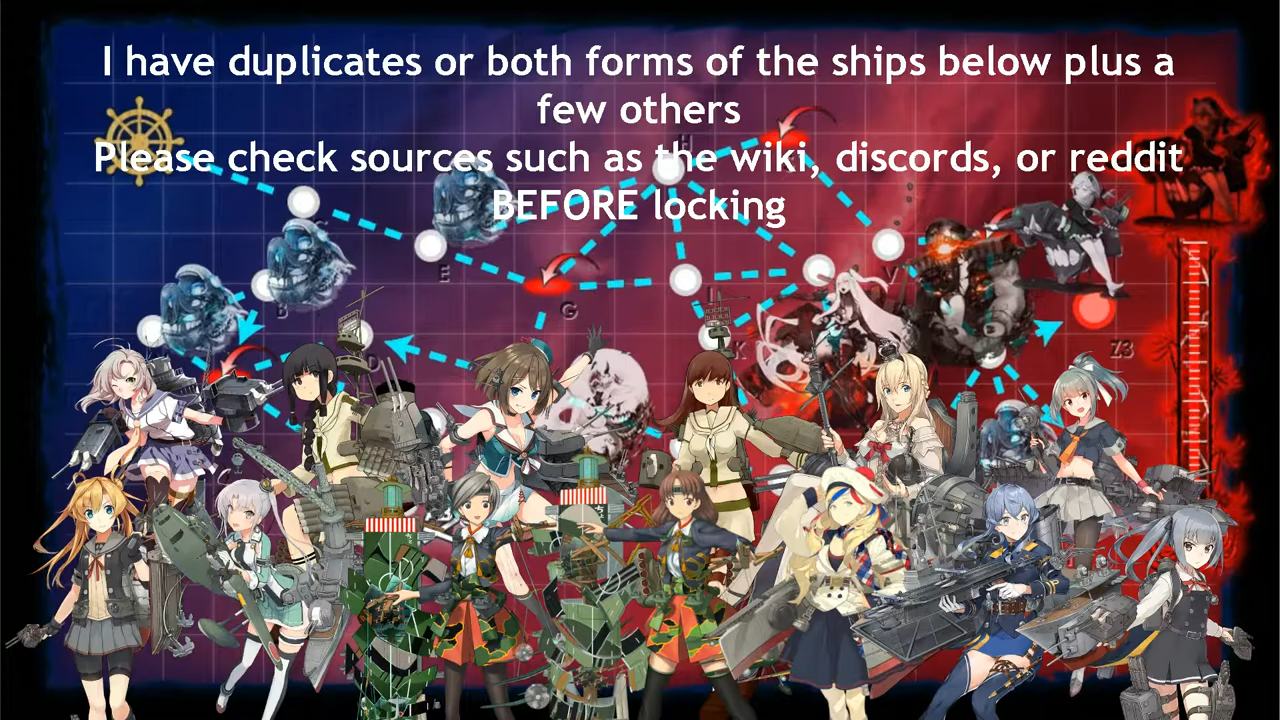 I have duplicates or both forms of the ships below plus a
few others
Please check sources such as the wiki, discords, or reddit
BEFORE locking
H
E
V
B
G
I
K
D
Z3